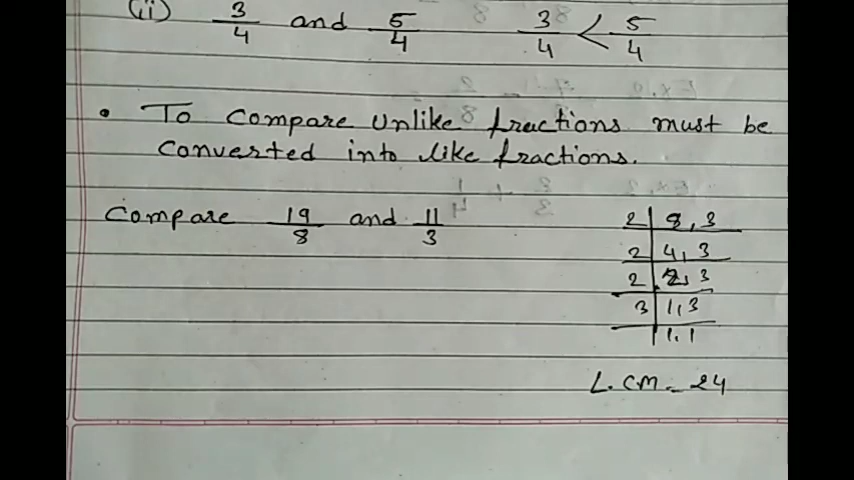 (ii) 3/4 and 5/4 3/4 < 5/4
• To compare unlike fractions must be
converted into like fractions.
Compare 19/8 and 11/3
2 | 8, 3
2 | 4, 3
2 | 2, 3
3 | 1, 3
| 1, 1
L.CM = 24